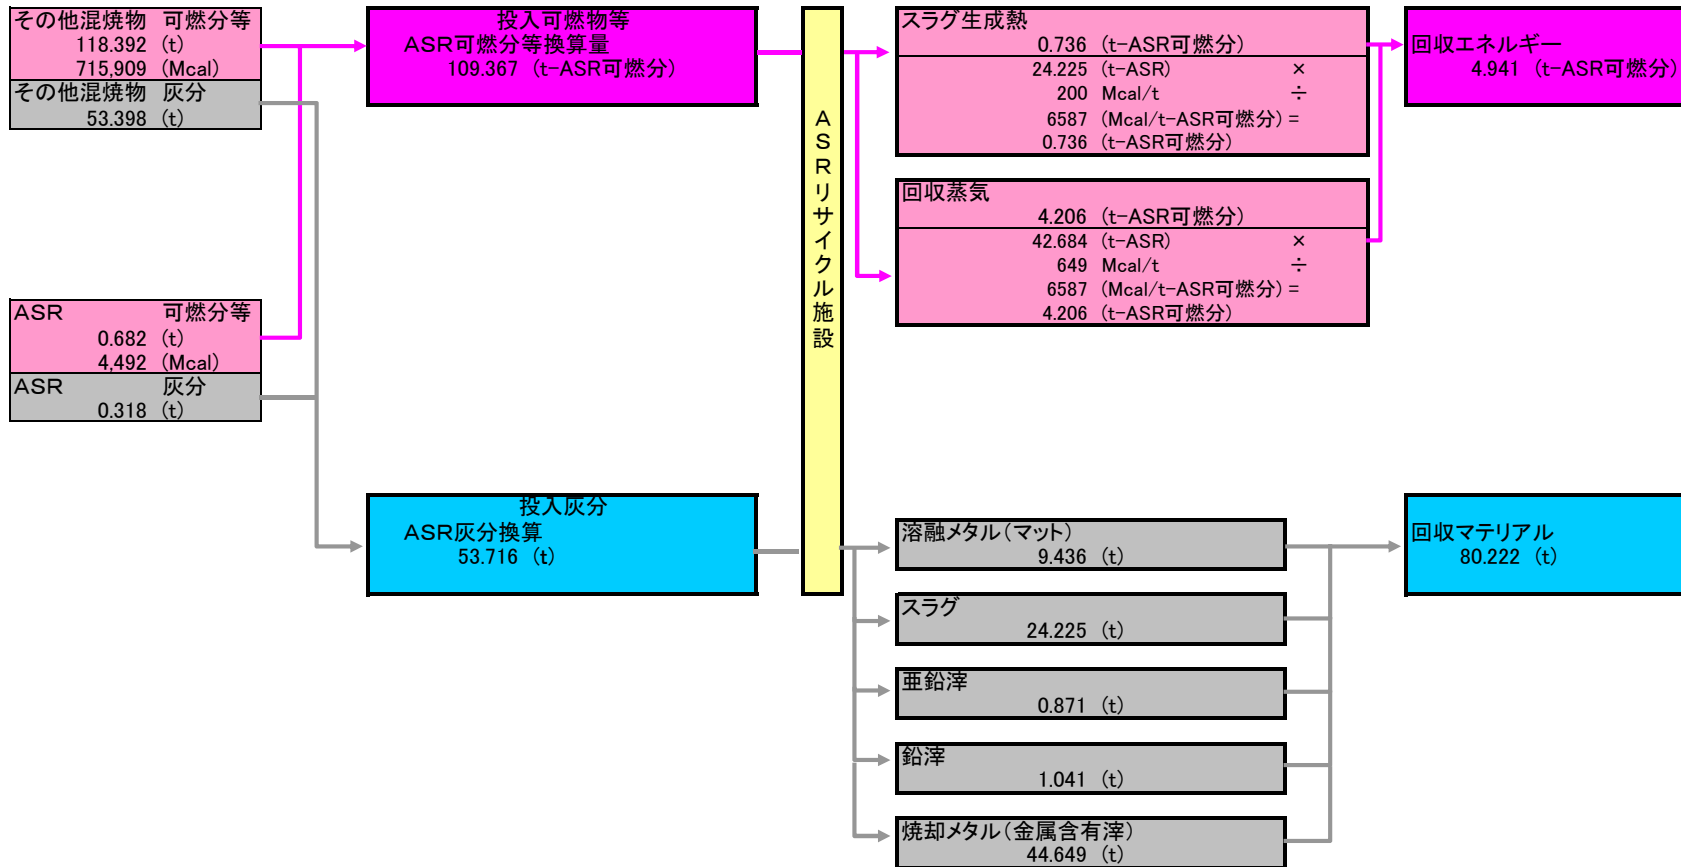 その他混焼物 可燃分等
118.392 (t)
715,909 (Mcal)
その他混焼物 灰分
53.398 (t)
ASR 可燃分等
0.682 (t)
4,492 (Mcal)
ASR 灰分
0.318 (t)
投入可燃物等
ASR可燃分等換算量
109.367 (t-ASR可燃分)
投入灰分
ASR灰分換算
53.716 (t)
ASRリサイクル施設
スラグ生成熱
0.736 (t-ASR可燃分)
24.225 (t-ASR) ×
200 Mcal/t ÷
6587 (Mcal/t-ASR可燃分) =
0.736 (t-ASR可燃分)
回収蒸気
4.206 (t-ASR可燃分)
42.684 (t-ASR) ×
649 Mcal/t ÷
6587 (Mcal/t-ASR可燃分) =
4.206 (t-ASR可燃分)
溶融メタル(マット)
9.436 (t)
スラグ
24.225 (t)
亜鉛滓
0.871 (t)
鉛滓
1.041 (t)
焼却メタル(金属含有滓)
44.649 (t)
回収エネルギー
4.941 (t-ASR可燃分)
回収マテリアル
80.222 (t)